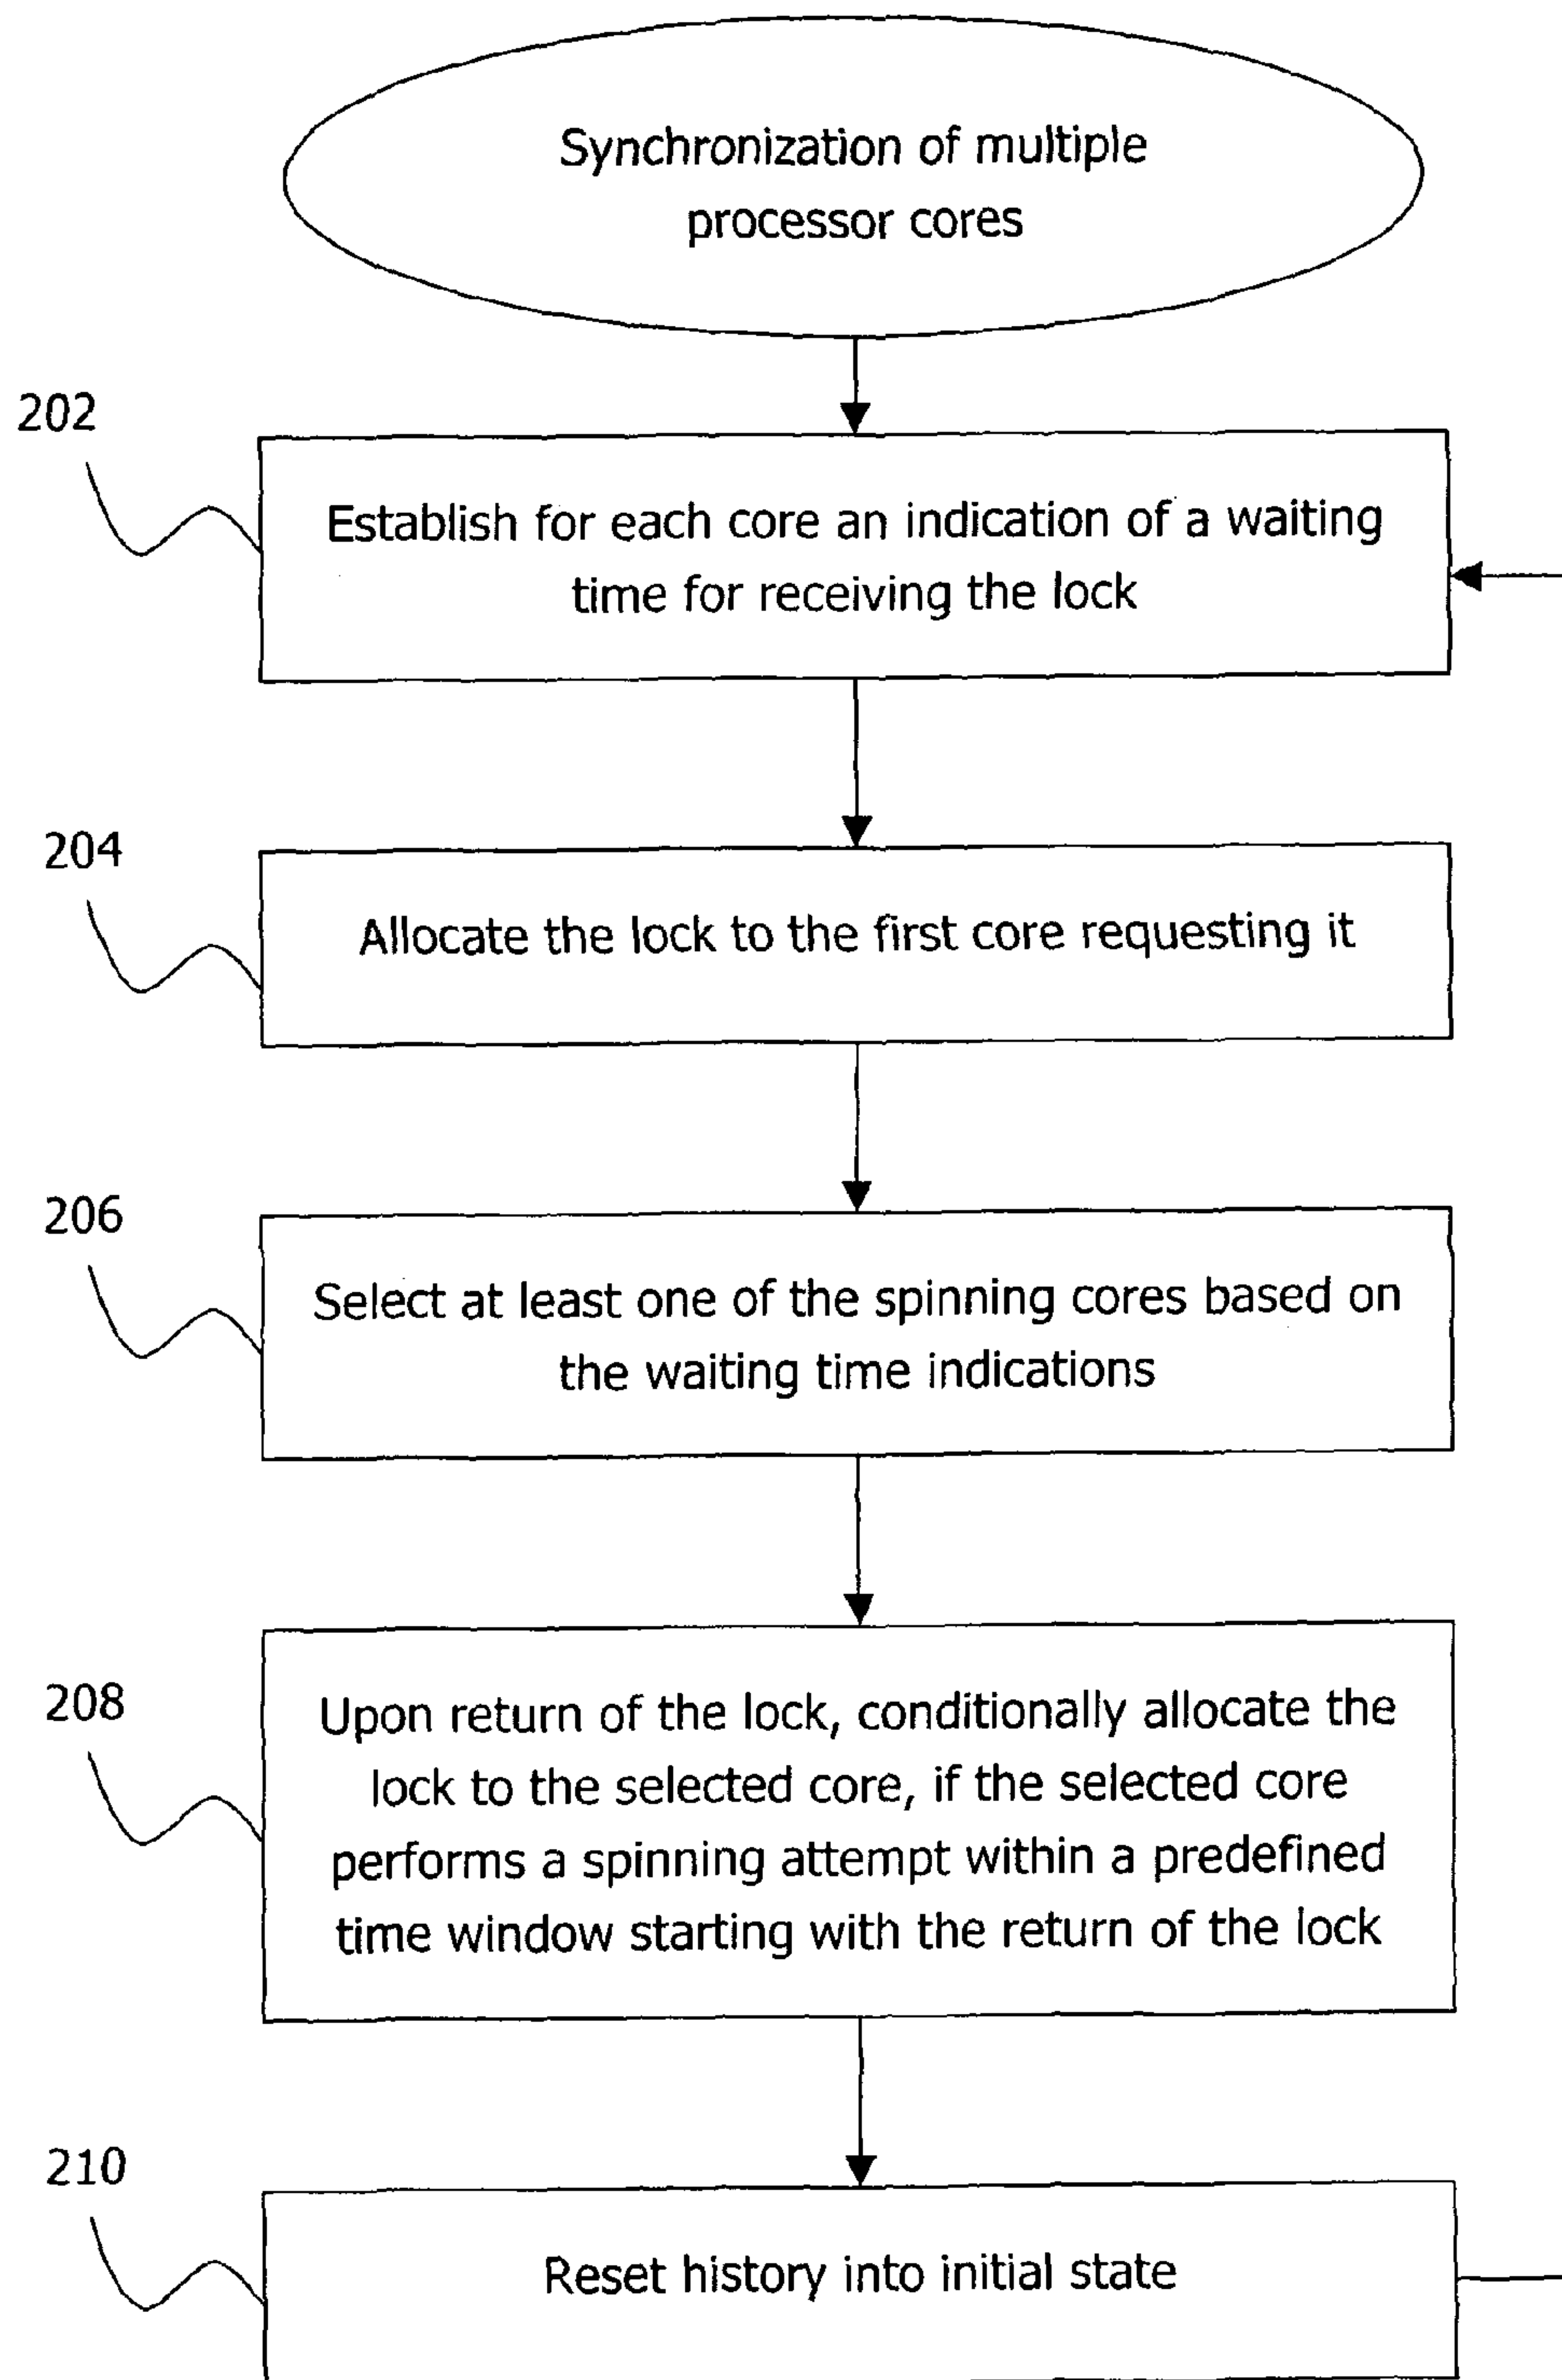 Synchronization of multiple
processor cores
202
Establish for each core an indication of a waiting
time for receiving the lock
204
Allocate the lock to the first core requesting it
206
Select at least one of the spinning cores based on
the waiting time indications
208
Upon return of the lock, conditionally allocate the
lock to the selected core, if the selected core
performs a spinning attempt within a predefined
time window starting with the return of the lock
210
Reset history into initial state